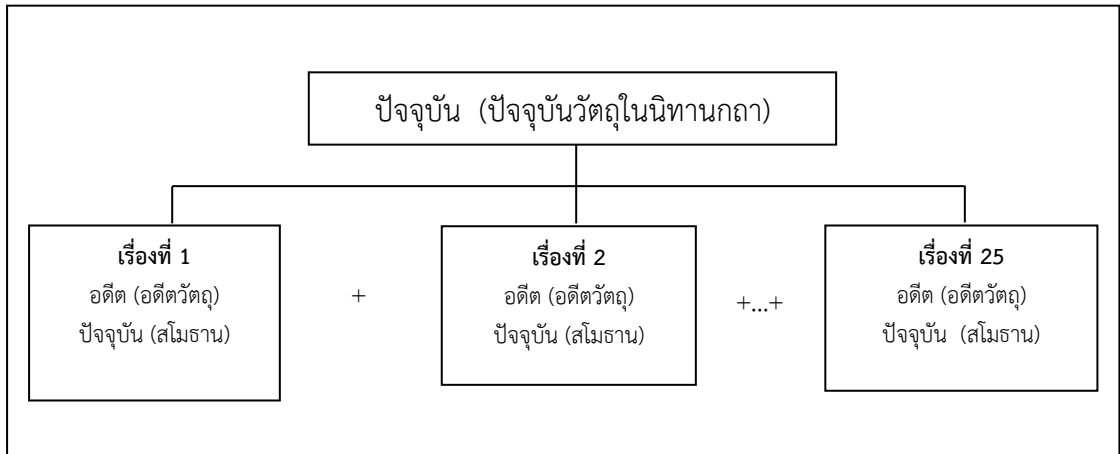 ปัจจุบัน (ปัจจุบันวัตถุในนิทานกถา)
เรื่องที่ 1
อดีต (อดีตวัตถุ)
ปัจจุบัน (สโมธาน)
+
เรื่องที่ 2
อดีต (อดีตวัตถุ)
ปัจจุบัน (สโมธาน)
+...+
เรื่องที่ 25
อดีต (อดีตวัตถุ)
ปัจจุบัน (สโมธาน)